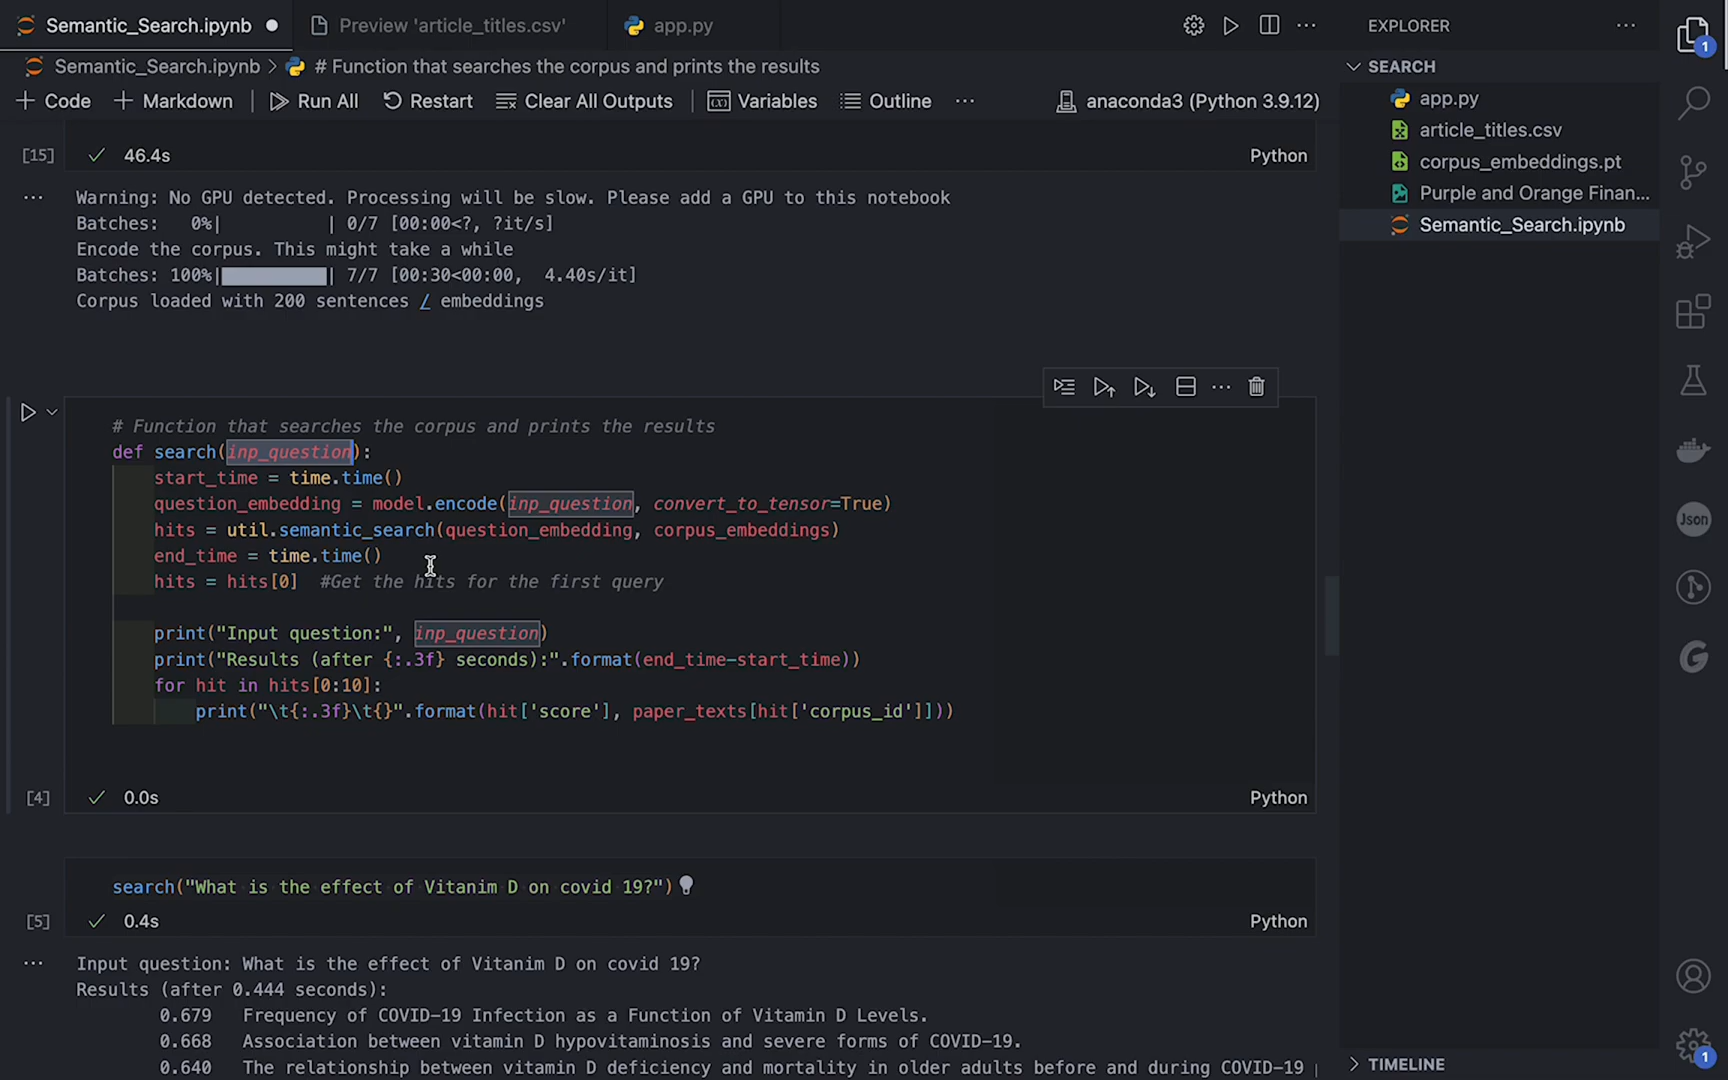 Semantic_Search.ipynb Preview 'article_titles.csv' app.py
EXPLORER
Semantic_Search.ipynb > # Function that searches the corpus and prints the results
SEARCH
+ Code + Markdown Run All Restart Clear All Outputs Variables Outline ... anaconda3 (Python 3.9.12)
app.py
article_titles.csv
corpus_embeddings.pt
Purple and Orange Finan...
Semantic_Search.ipynb
TIMELINE
1
Json
1
[15] 46.4s Python
... Warning: No GPU detected. Processing will be slow. Please add a GPU to this notebook
Batches:   0%|          | 0/7 [00:00<?, ?it/s]
Encode the corpus. This might take a while
Batches: 100%|██████████| 7/7 [00:30<00:00,  4.40s/it]
Corpus loaded with 200 sentences / embeddings
# Function that searches the corpus and prints the results
def search(inp_question):
start_time = time.time()
question_embedding = model.encode(inp_question, convert_to_tensor=True)
hits = util.semantic_search(question_embedding, corpus_embeddings)
end_time = time.time()
hits = hits[0]  #Get the hits for the first query
print("Input question:", inp_question)
print("Results (after {:.3f} seconds):".format(end_time-start_time))
for hit in hits[0:10]:
print("\t{:.3f}\t{}".format(hit['score'], paper_texts[hit['corpus_id']]))
[4] 0.0s Python
search("What is the effect of Vitanim D on covid 19?")
[5] 0.4s Python
... Input question: What is the effect of Vitanim D on covid 19?
Results (after 0.444 seconds):
0.679 Frequency of COVID-19 Infection as a Function of Vitamin D Levels.
0.668 Association between vitamin D hypovitaminosis and severe forms of COVID-19.
0.640 The relationship between vitamin D deficiency and mortality in older adults before and during COVID-19